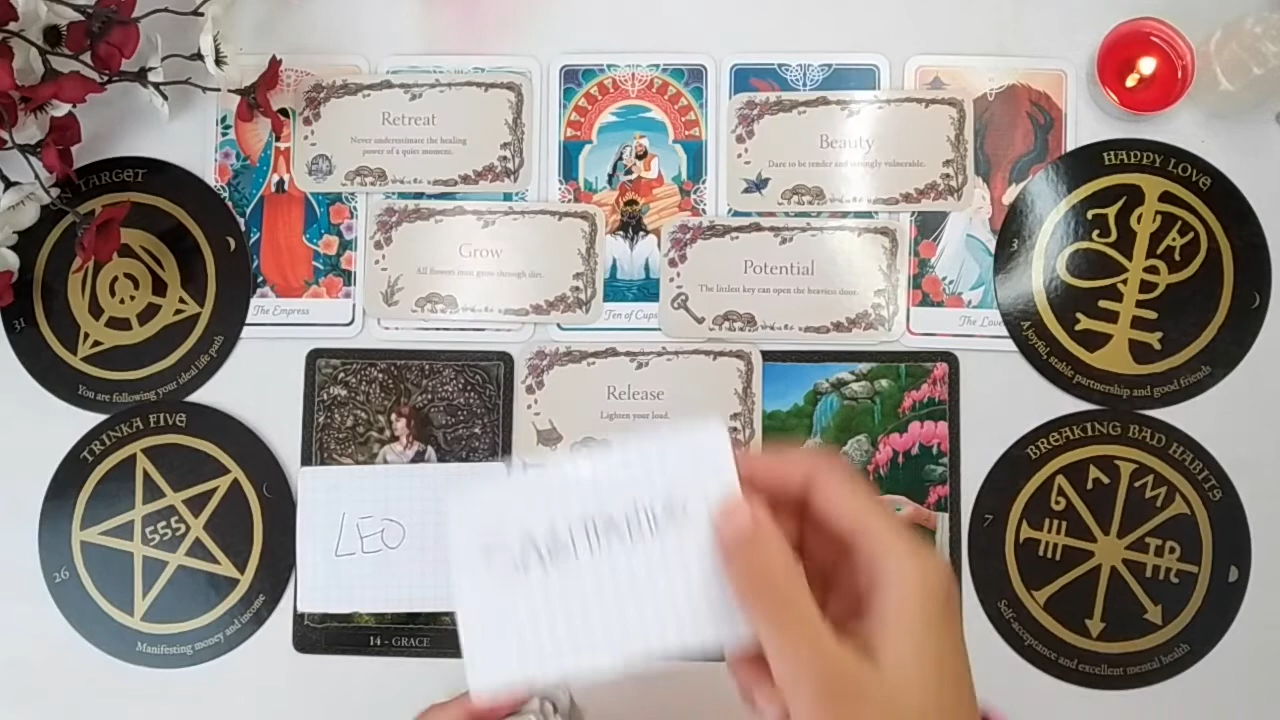 Retreat
Never underestimate the healing
power of a quiet moment.
Beauty
Dare to be tender and strongly vulnerable.
HAPPY LOVE
3
J K
A joyful, stable partnership and good friends
TARGET
31
You are following your ideal life path
The Empress
Grow
All flowers must grow through dirt.
Ten of Cups
Potential
The littlest key can open the heaviest door.
The Love
Release
Lighten your load.
TRINKA FIVE
555
26
Manifesting money and income
LEO
14 - GRACE
BREAKING BAD HABITS
7
Self-acceptance and excellent mental health